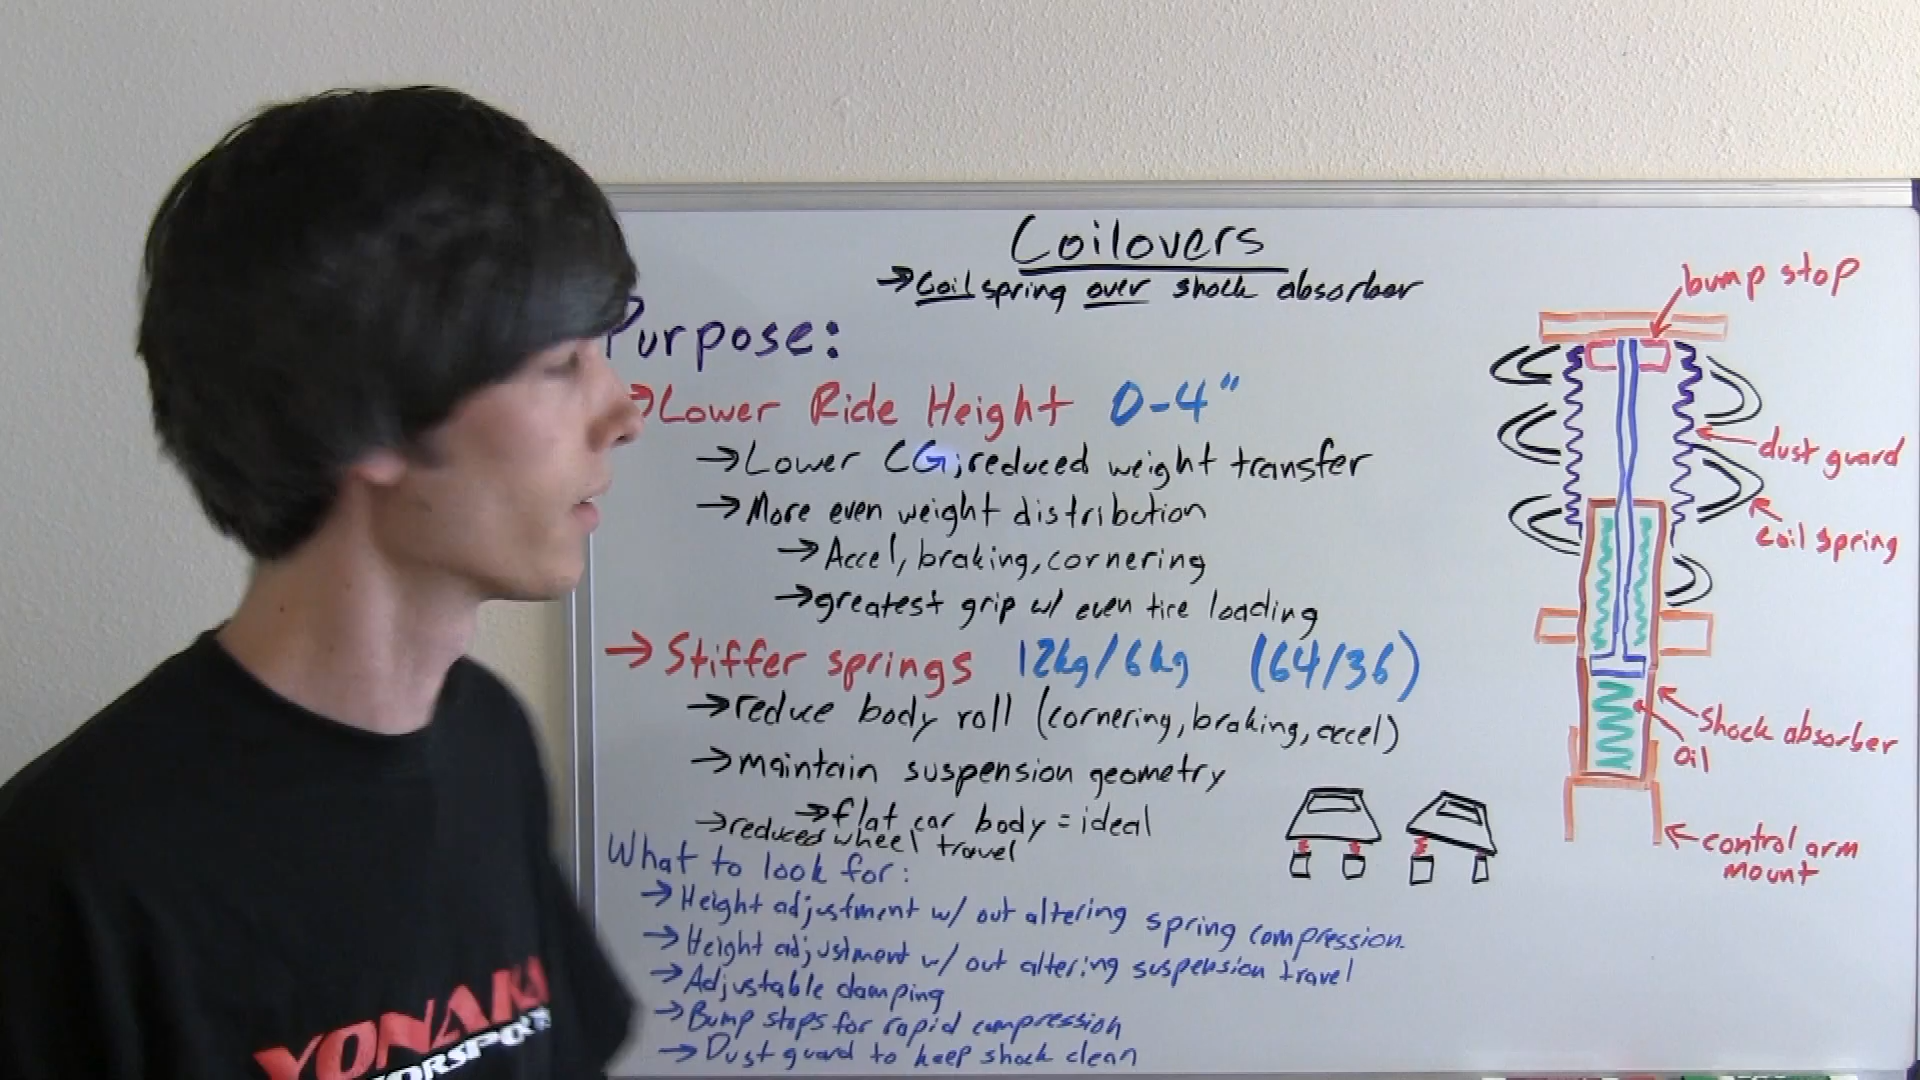 Coilovers
→ Coil spring over shock absorber
Purpose:
→ Lower Ride Height 0-4"
→ Lower CG; reduced weight transfer
→ More even weight distribution
→ Accel, braking, cornering
→ greatest grip w/ even tire loading
→ Stiffer springs 12kg/6kg (64/36)
→ reduce body roll (cornering, braking, accel)
→ maintain suspension geometry
→ flat car body = ideal
→ reduced wheel travel
What to look for:
→ Height adjustment w/out altering spring compression.
→ Height adjustment w/out altering suspension travel
→ Adjustable damping
→ Bump stops for rapid compression
→ Dust guard to keep shock clean
bump stop
dust guard
coil spring
shock absorber
oil
control arm
mount
YONAKA
MOTORSPORTS